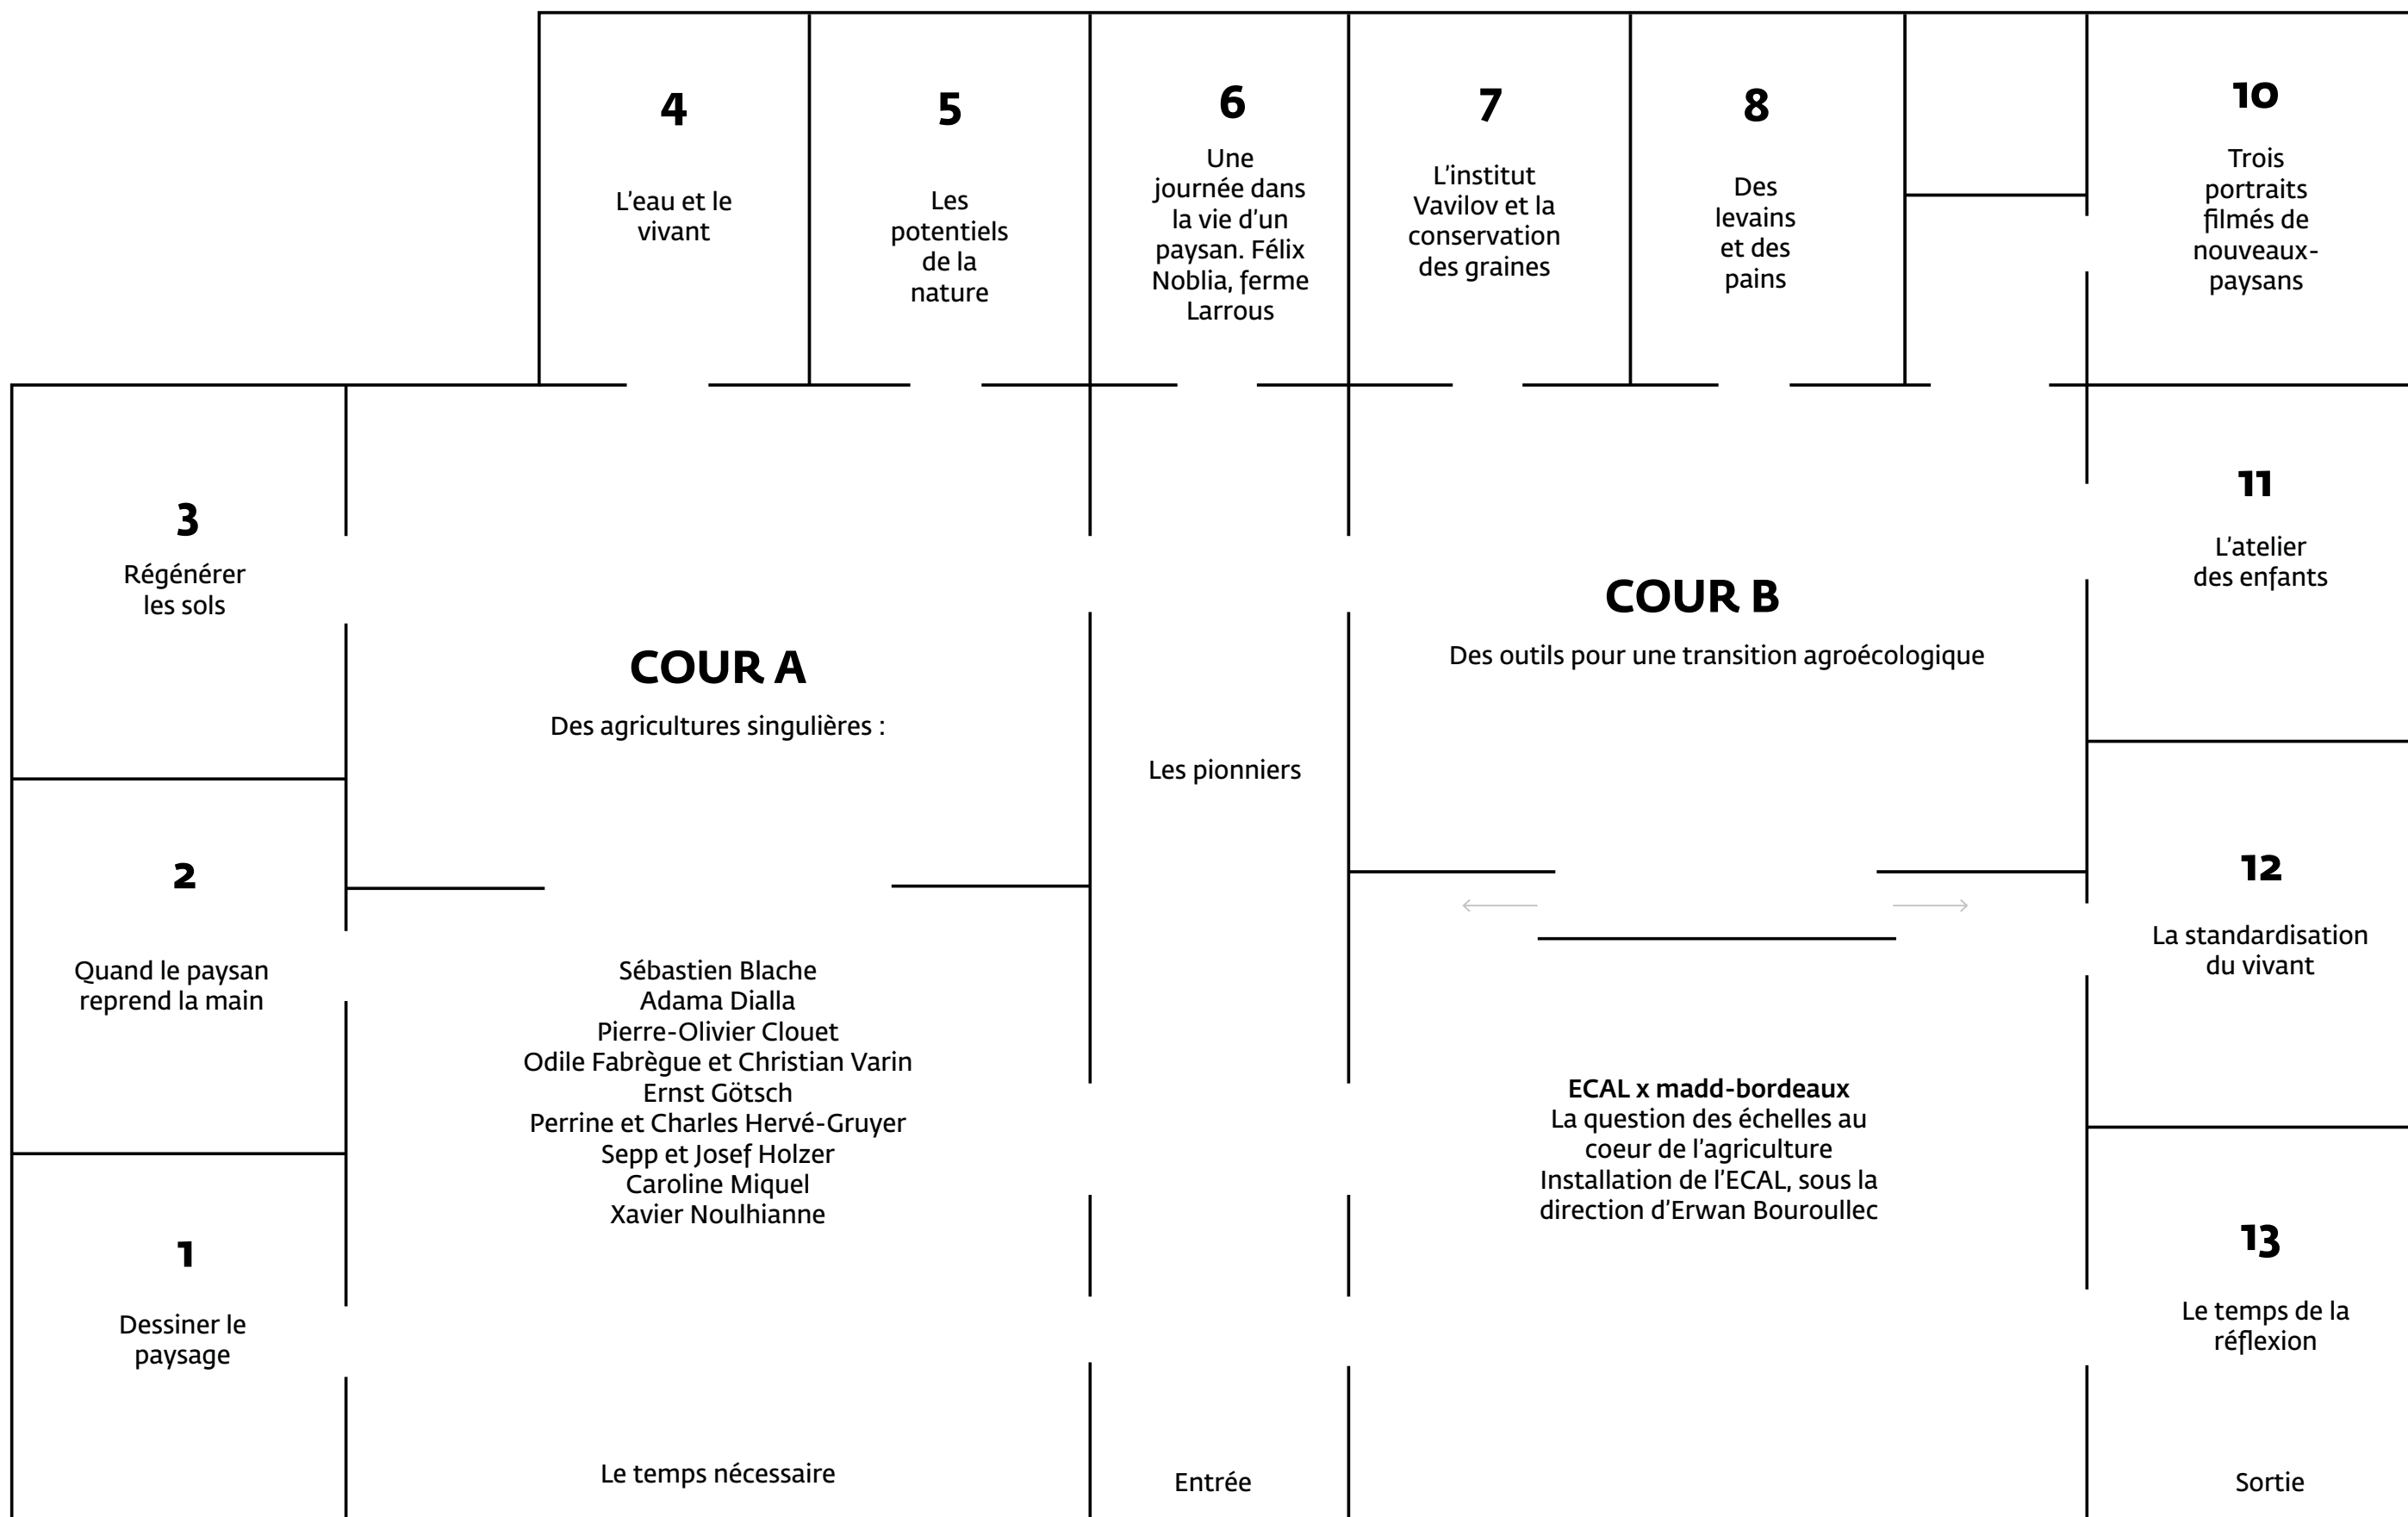 4
L'eau et le
vivant
5
Les
potentiels
de la
nature
6
Une
journée dans
la vie d'un
paysan. Félix
Noblia, ferme
Larrous
7
L'institut
Vavilov et la
conservation
des graines
8
Des
levains
et des
pains
10
Trois
portraits
filmés de
nouveaux-
paysans
3
Régénérer
les sols
COUR A
Des agricultures singulières :
Les pionniers
COUR B
Des outils pour une transition agroécologique
11
L'atelier
des enfants
2
Quand le paysan
reprend la main
Sébastien Blache
Adama Dialla
Pierre-Olivier Clouet
Odile Fabrègue et Christian Varin
Ernst Götsch
Perrine et Charles Hervé-Gruyer
Sepp et Josef Holzer
Caroline Miquel
Xavier Noulhianne
ECAL x madd-bordeaux
La question des échelles au
coeur de l'agriculture
Installation de l'ECAL, sous la
direction d'Erwan Bouroullec
12
La standardisation
du vivant
1
Dessiner le
paysage
13
Le temps de la
réflexion
Le temps nécessaire
Entrée
Sortie